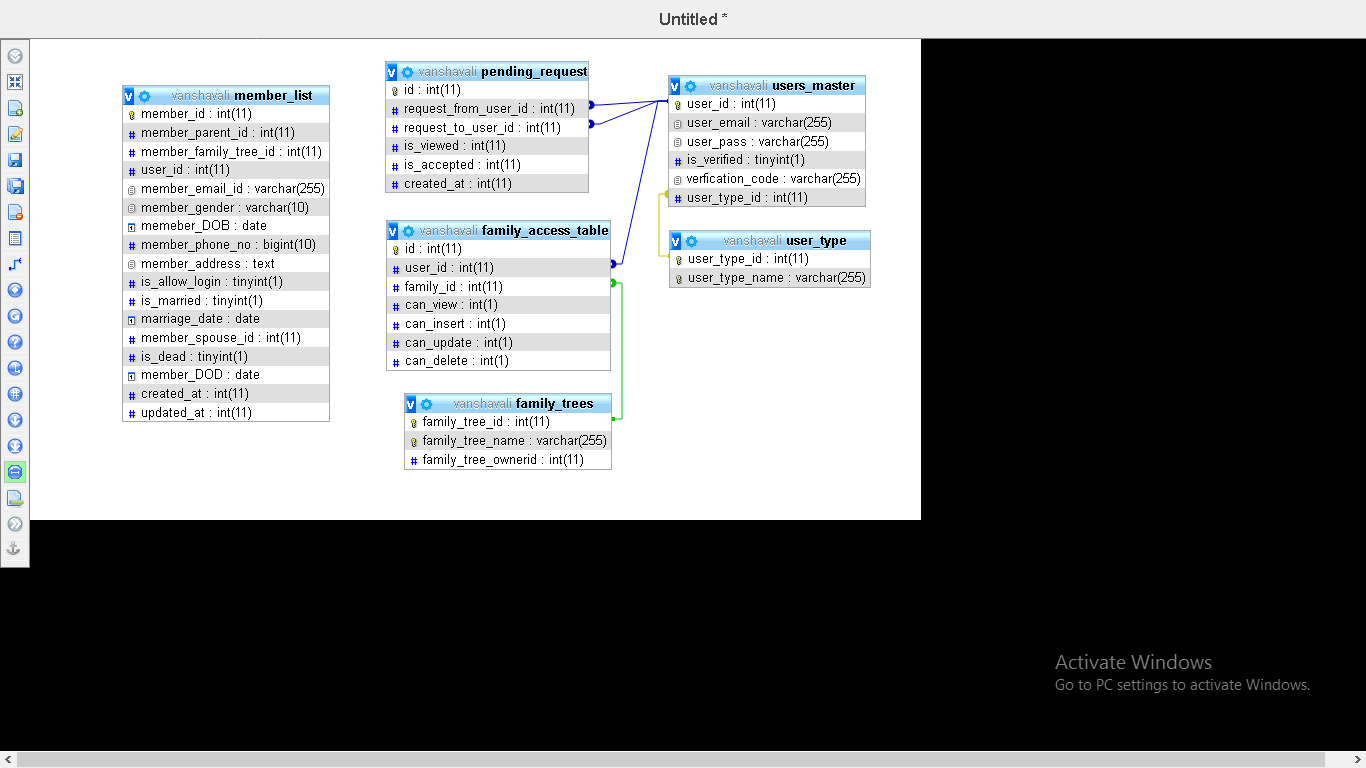 Untitled *
vanshavali member_list
member_id : int(11)
member_parent_id : int(11)
member_family_tree_id : int(11)
user_id : int(11)
member_email_id : varchar(255)
member_gender : varchar(10)
memeber_DOB : date
member_phone_no : bigint(10)
member_address : text
is_allow_login : tinyint(1)
is_married : tinyint(1)
marriage_date : date
member_spouse_id : int(11)
is_dead : tinyint(1)
member_DOD : date
created_at : int(11)
updated_at : int(11)
vanshavali pending_request
id : int(11)
request_from_user_id : int(11)
request_to_user_id : int(11)
is_viewed : int(11)
is_accepted : int(11)
created_at : int(11)
vanshavali family_access_table
id : int(11)
user_id : int(11)
family_id : int(11)
can_view : int(1)
can_insert : int(1)
can_update : int(1)
can_delete : int(1)
vanshavali family_trees
family_tree_id : int(11)
family_tree_name : varchar(255)
family_tree_ownerid : int(11)
vanshavali users_master
user_id : int(11)
user_email : varchar(255)
user_pass : varchar(255)
is_verified : tinyint(1)
verfication_code : varchar(255)
user_type_id : int(11)
vanshavali user_type
user_type_id : int(11)
user_type_name : varchar(255)
Activate Windows
Go to PC settings to activate Windows.